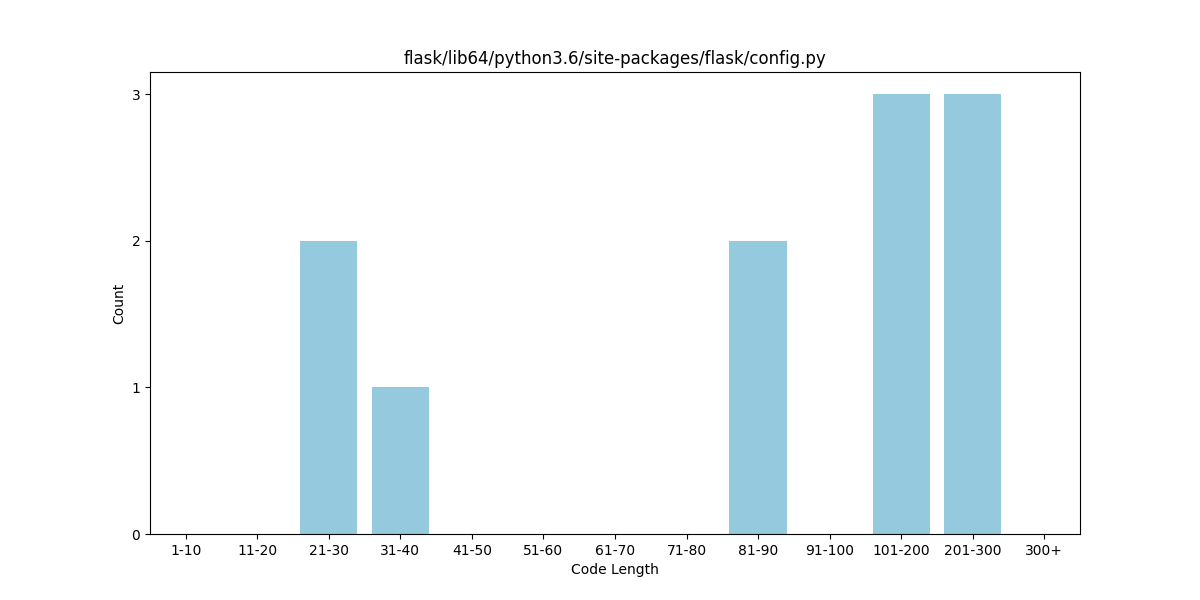 flask/lib64/python3.6/site-packages/flask/config.py
3
2
1
0
Count
1-10 11-20 21-30 31-40 41-50 51-60 61-70 71-80 81-90 91-100 101-200 201-300 300+
Code Length